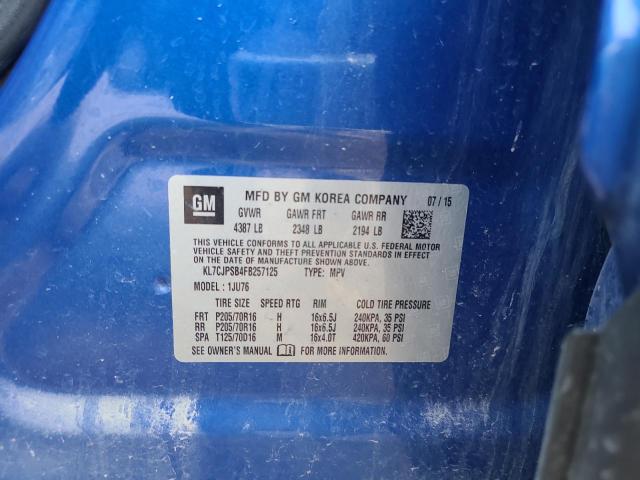 GM MFD BY GM KOREA COMPANY 07 / 15
GVWR GAWR FRT GAWR RR
4387 LB 2348 LB 2194 LB
THIS VEHICLE CONFORMS TO ALL APPLICABLE U.S. FEDERAL MOTOR
VEHICLE SAFETY AND THEFT PREVENTION STANDARDS IN EFFECT ON
THE DATE OF MANUFACTURE SHOWN ABOVE.
KL7CJPSB4FB257125 TYPE: MPV
MODEL : 1JU76
TIRE SIZE SPEED RTG RIM COLD TIRE PRESSURE
FRT P205/70R16 H 16x6.5J 240KPA, 35 PSI
RR P205/70R16 H 16x6.5J 240KPA, 35 PSI
SPA T125/70D16 M 16x4.0T 420KPA, 60 PSI
SEE OWNER'S MANUAL FOR MORE INFORMATION.